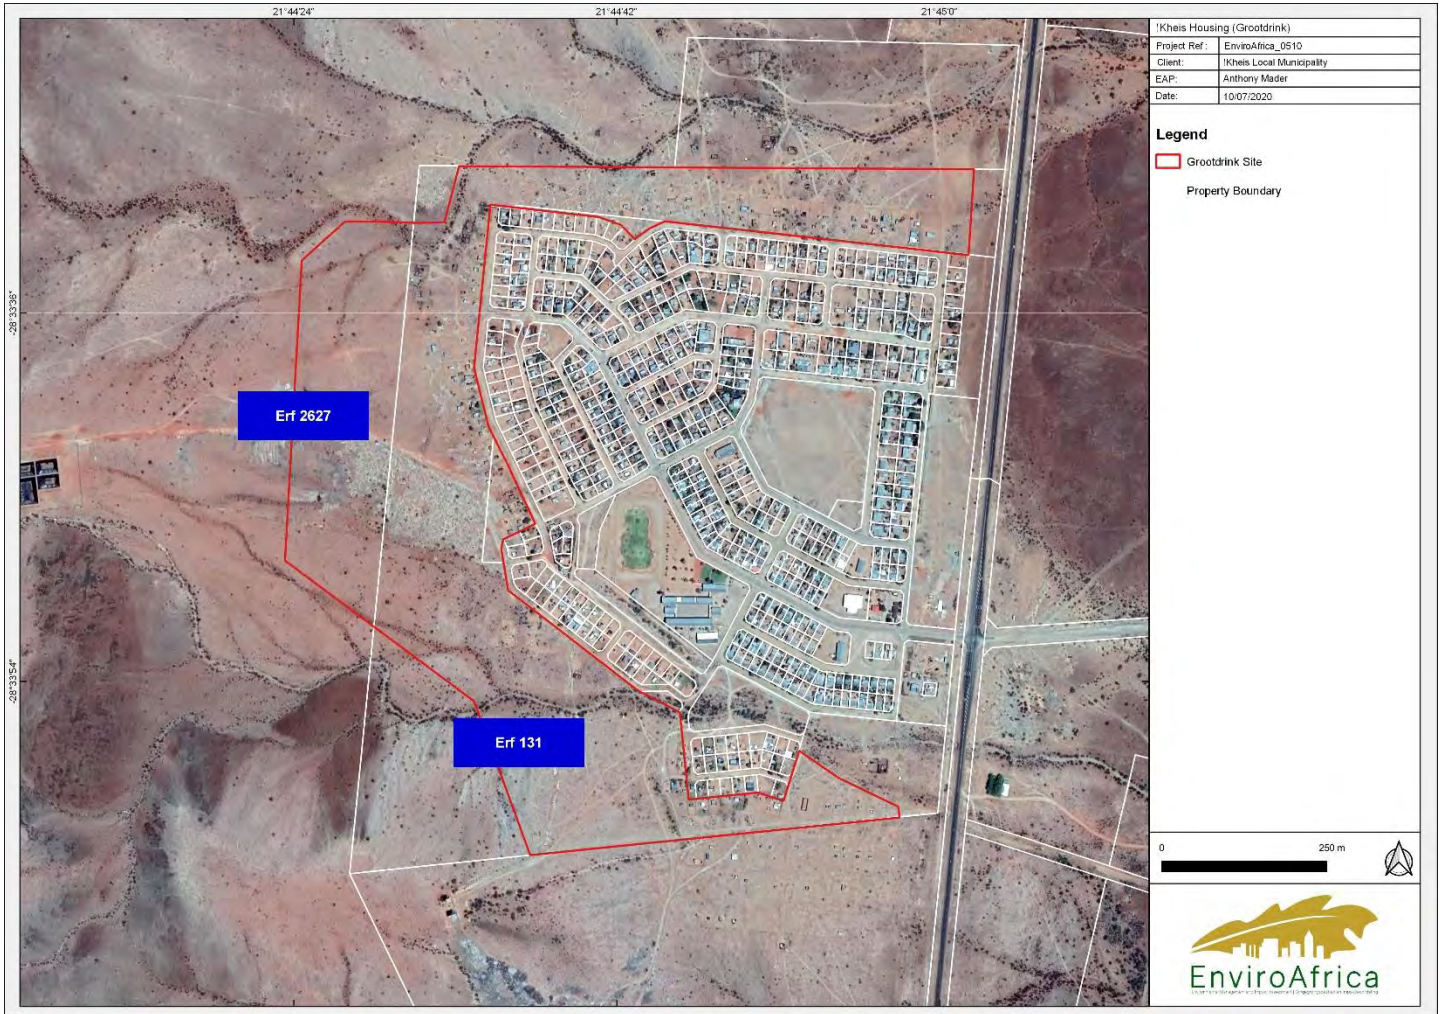 21°44'24"
21°44'42"
21°45'0"
-28°33'36"
-28°33'54"
Erf 2627
Erf 131
!Kheis Housing (Grootdrink)
Project Ref : EnviroAfrica_0510
Client: !Kheis Local Municipality
EAP: Anthony Mader
Date: 10/07/2020
Legend
Grootdrink Site
Property Boundary
0 250 m
EnviroAfrica